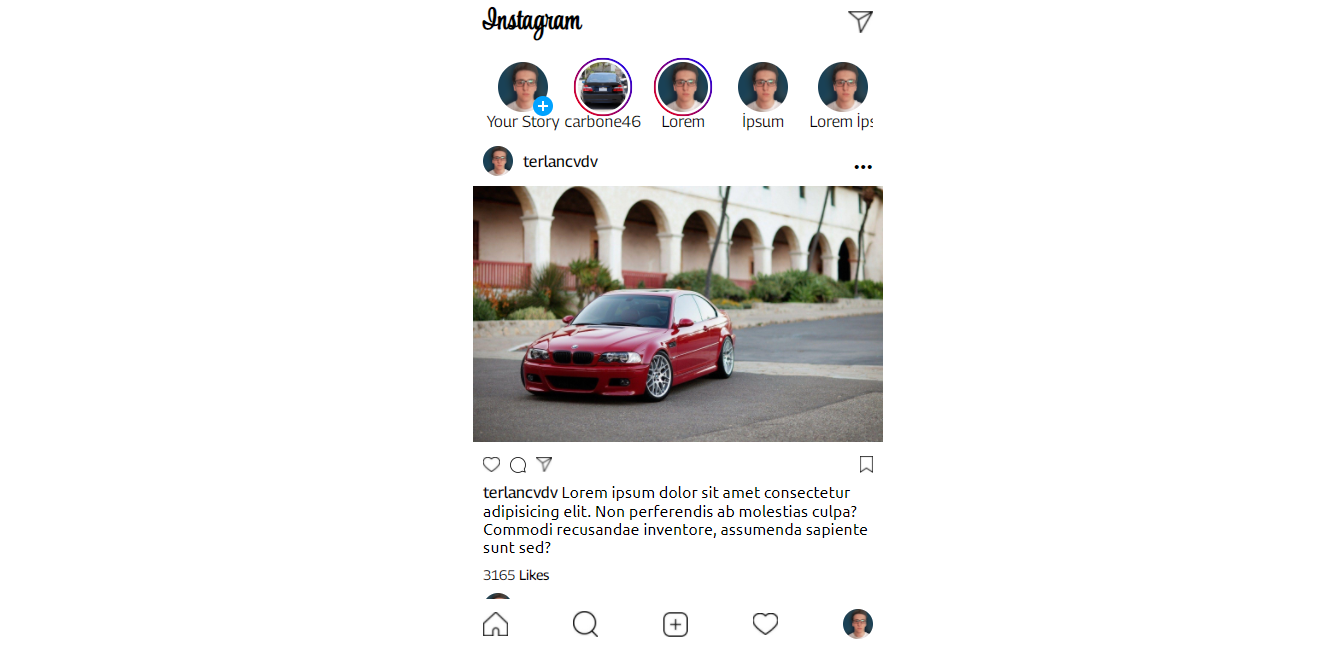 Instagram
Your Story carbone46 Lorem İpsum Lorem İps
terlancvdv
terlancvdv Lorem ipsum dolor sit amet consectetur
adipisicing elit. Non perferendis ab molestias culpa?
Commodi recusandae inventore, assumenda sapiente
sunt sed?
3165 Likes